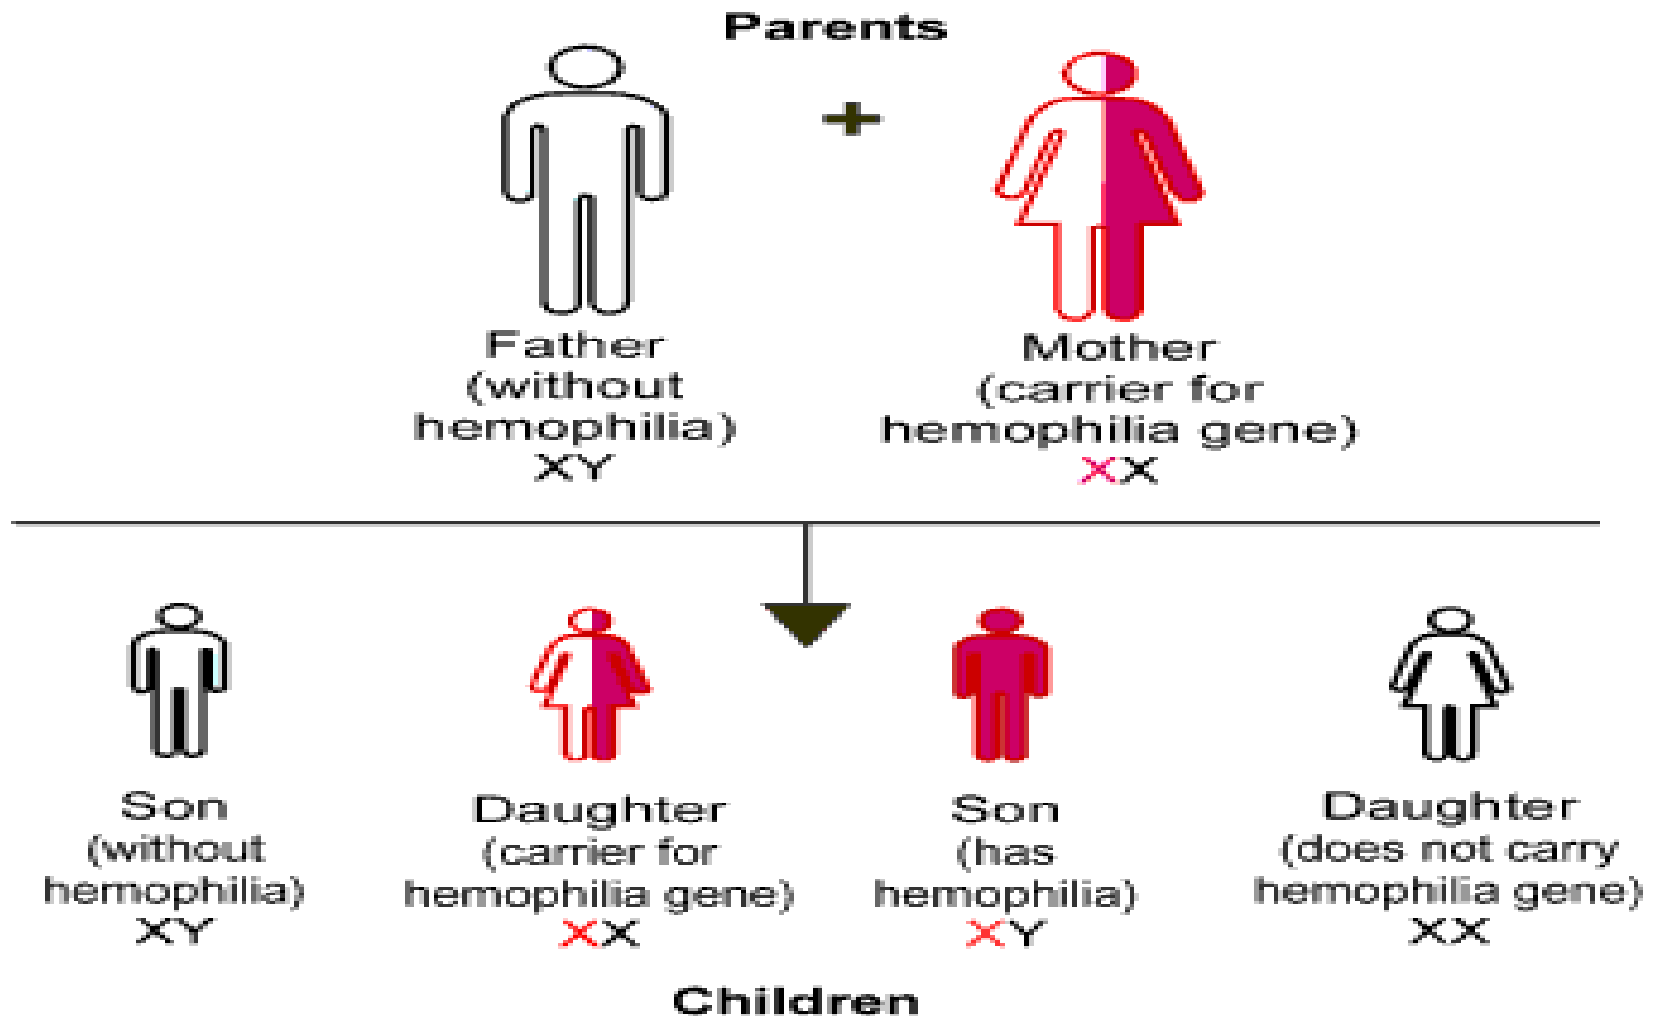 Parents
+
Father
(without
hemophilia)
XY
Mother
(carrier for
hemophilia gene)
XX
Son
(without
hemophilia)
XY
Daughter
(carrier for
hemophilia gene)
XX
Son
(has
hemophilia)
XY
Daughter
(does not carry
hemophilia gene)
XX
Children